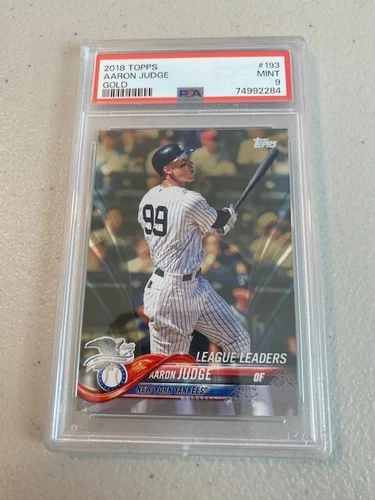 2018 TOPPS #193
AARON JUDGE MINT
GOLD 9
PSA 74992284
Topps
99
LEAGUE LEADERS
AARON JUDGE OF
NEW YORK YANKEES